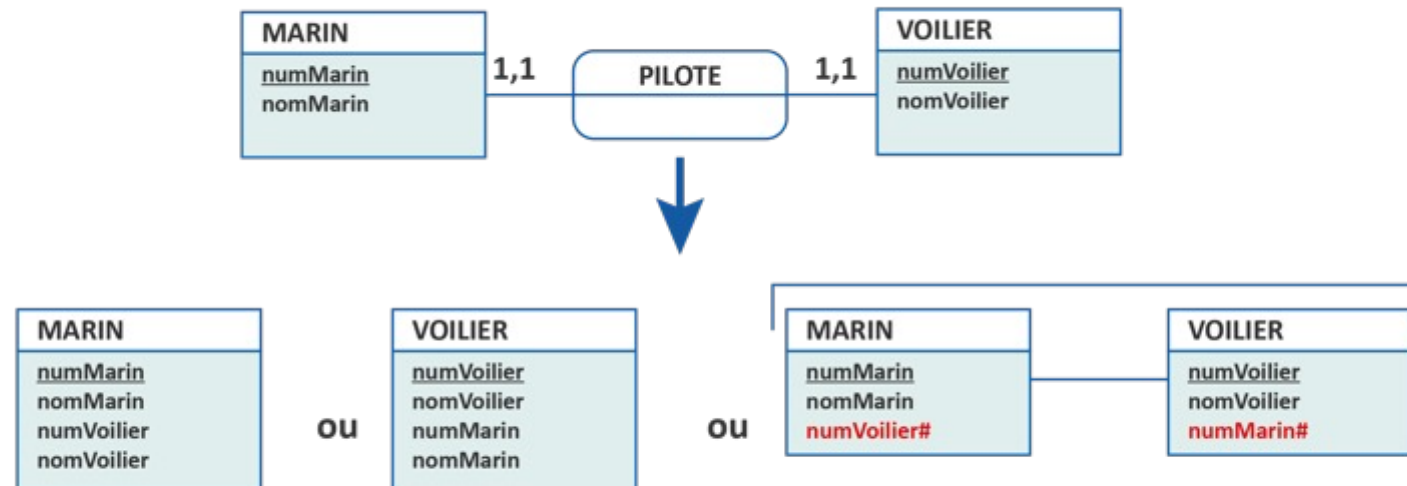 MARIN
numMarin
nomMarin
1,1
PILOTE
1,1
VOILIER
numVoilier
nomVoilier
MARIN
numMarin
nomMarin
numVoilier
nomVoilier
ou
VOILIER
numVoilier
nomVoilier
numMarin
nomMarin
ou
MARIN
numMarin
nomMarin
numVoilier#
VOILIER
numVoilier
nomVoilier
numMarin#